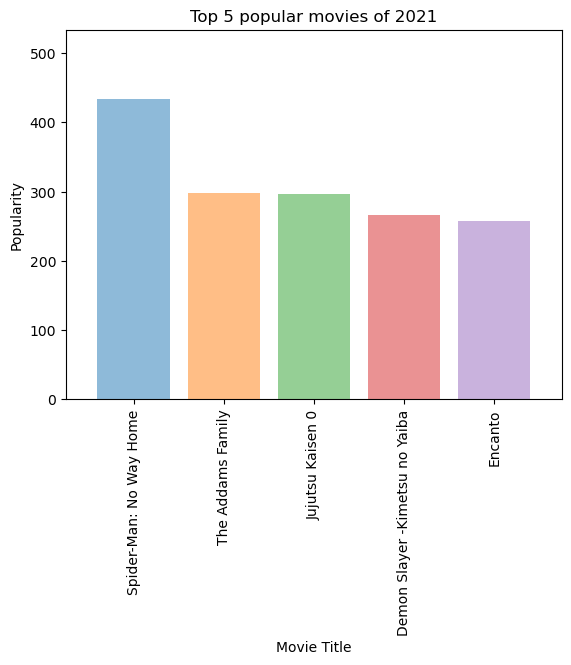 Top 5 popular movies of 2021
500
400
300
200
100
0
Popularity
Spider-Man: No Way Home
The Addams Family
Jujutsu Kaisen 0
Demon Slayer -Kimetsu no Yaiba
Encanto
Movie Title